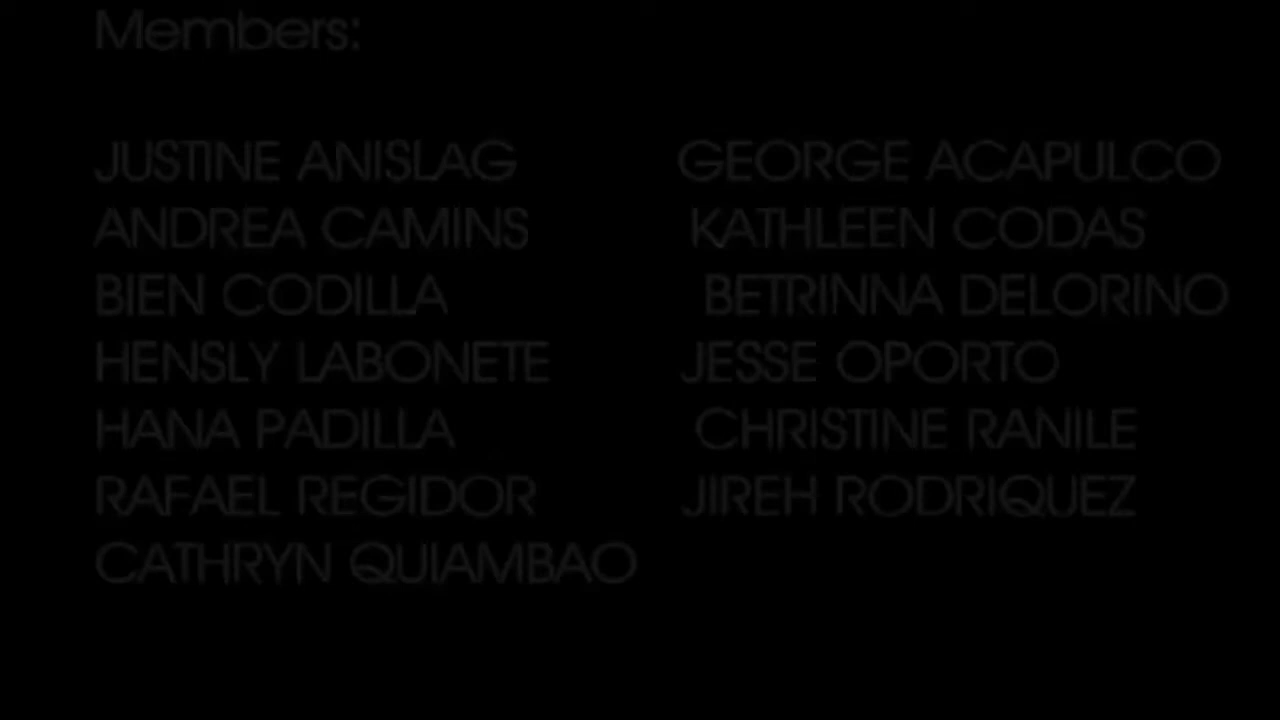 Members:
JUSTINE ANISLAG GEORGE ACAPULCO
ANDREA CAMINS KATHLEEN CODAS
BIEN CODILLA BETRINNA DELORINO
HENSLY LABONETE JESSE OPORTO
HANA PADILLA CHRISTINE RANILE
RAFAEL REGIDOR JIREH RODRIQUEZ
CATHRYN QUIAMBAO